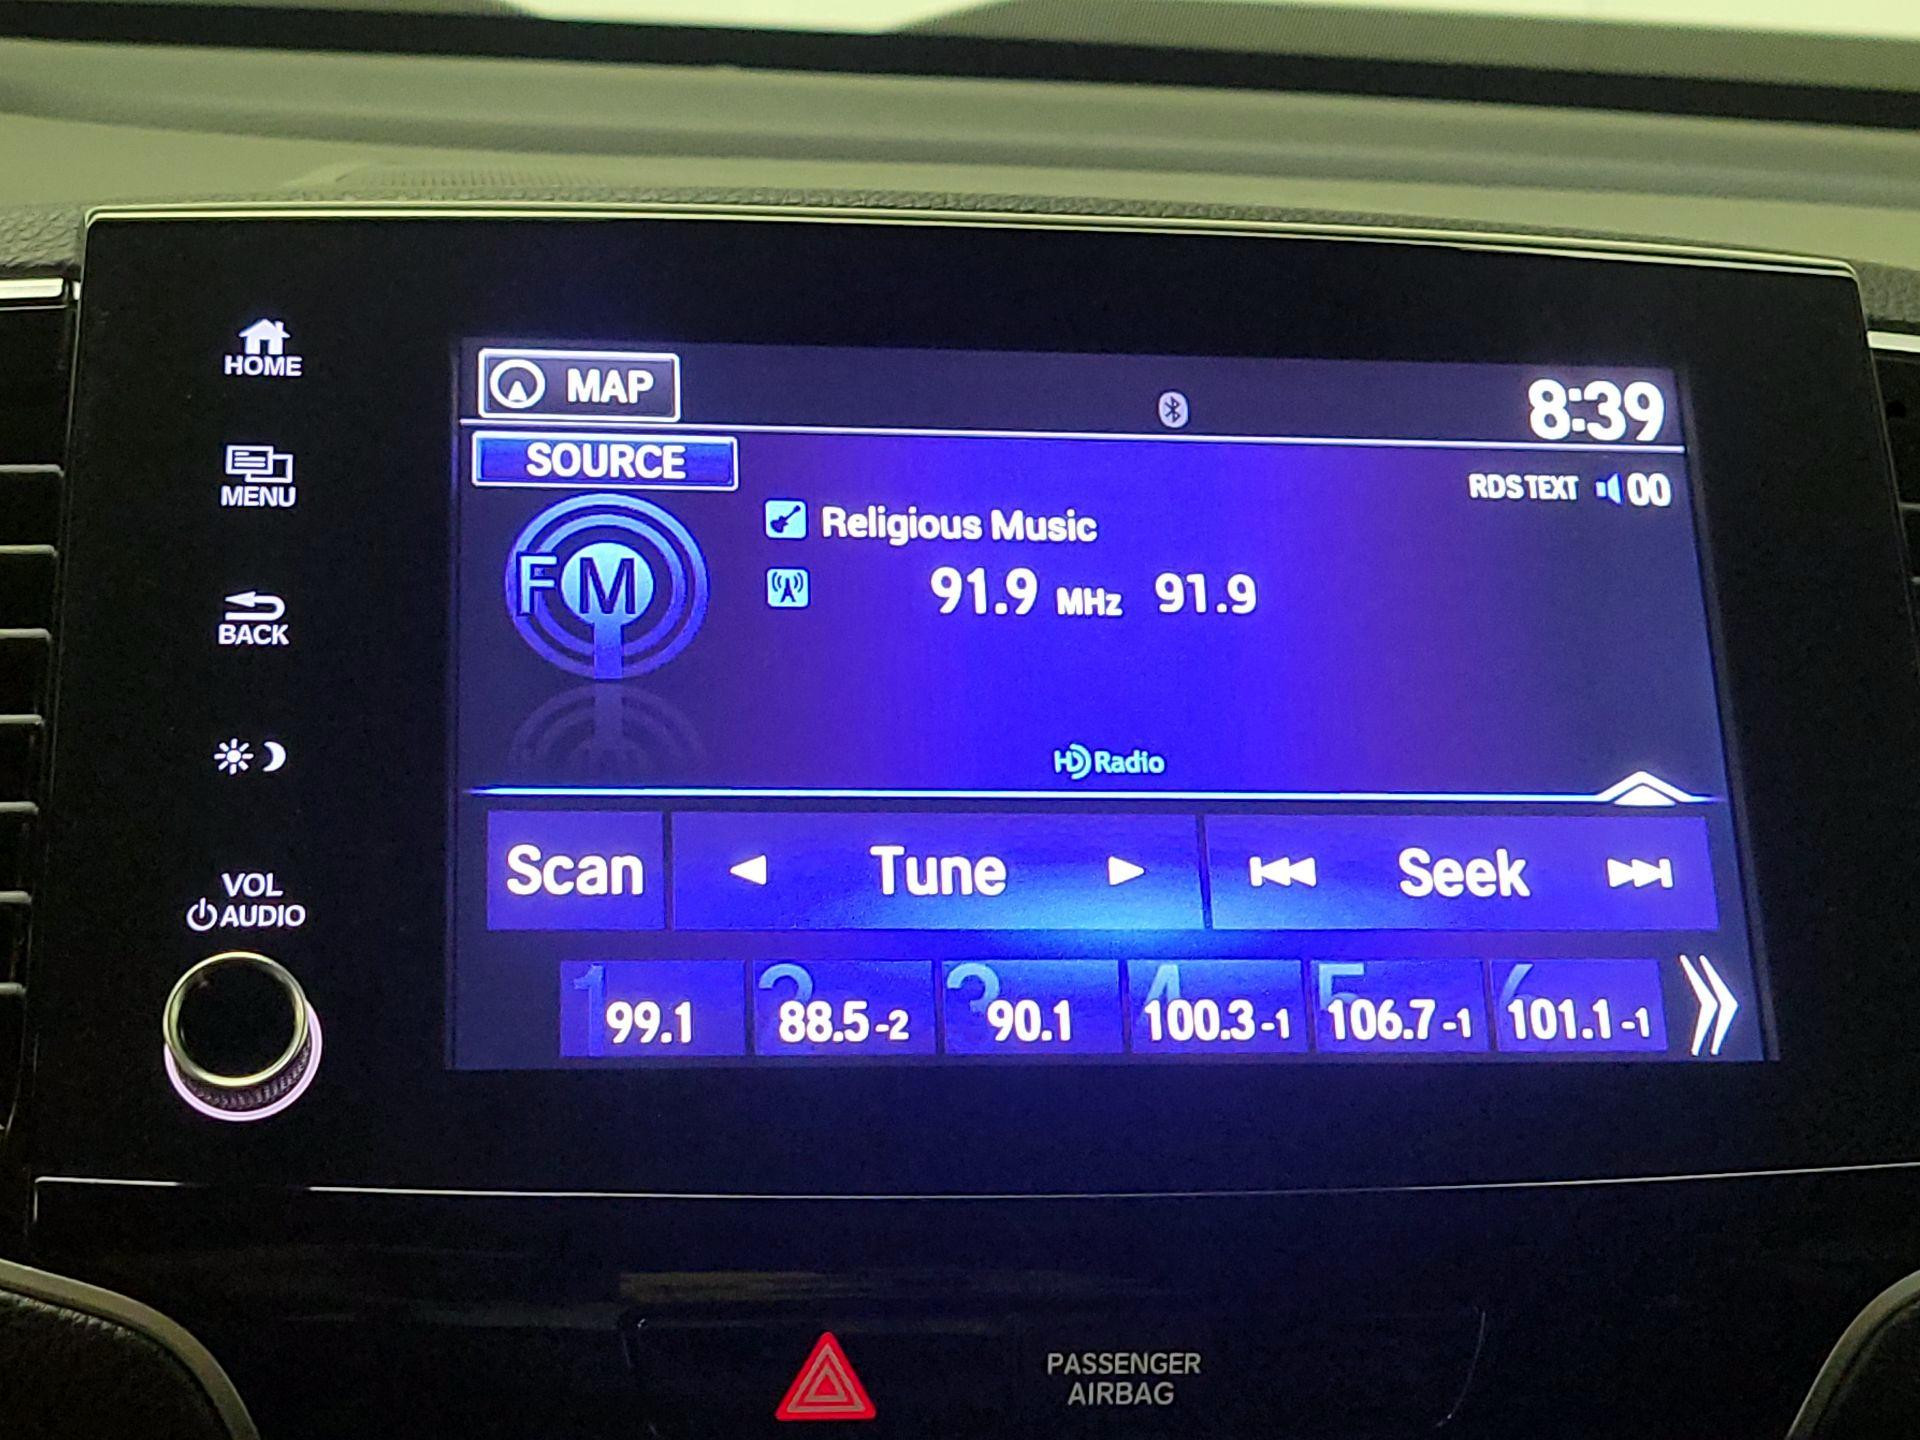 HOME
MENU
BACK
VOL
AUDIO
MAP
8:39
SOURCE
RDS TEXT 00
FM
Religious Music
91.9 MHz 91.9
HD Radio
Scan Tune Seek
1 99.1
2 88.5-2
3 90.1
4 100.3-1
5 106.7-1
6 101.1-1
PASSENGER
AIRBAG